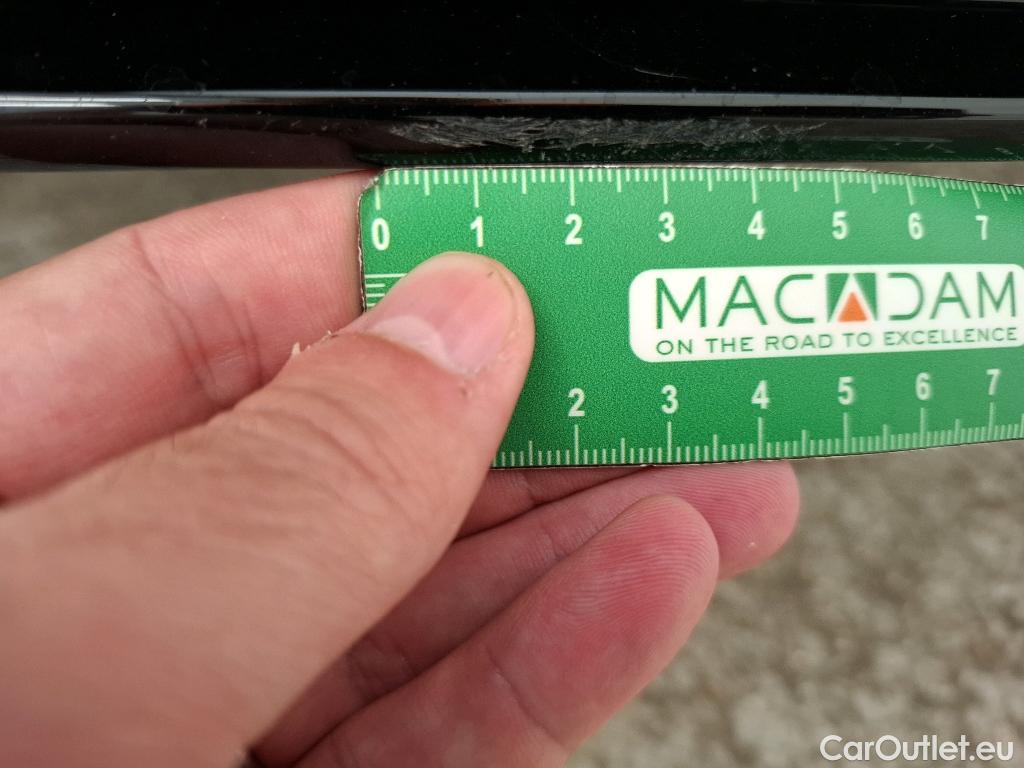 0 1 2 3 4 5 6 7
MACADAM
ON THE ROAD TO EXCELLENCE
2 3 4 5 6 7
CarOutlet.eu